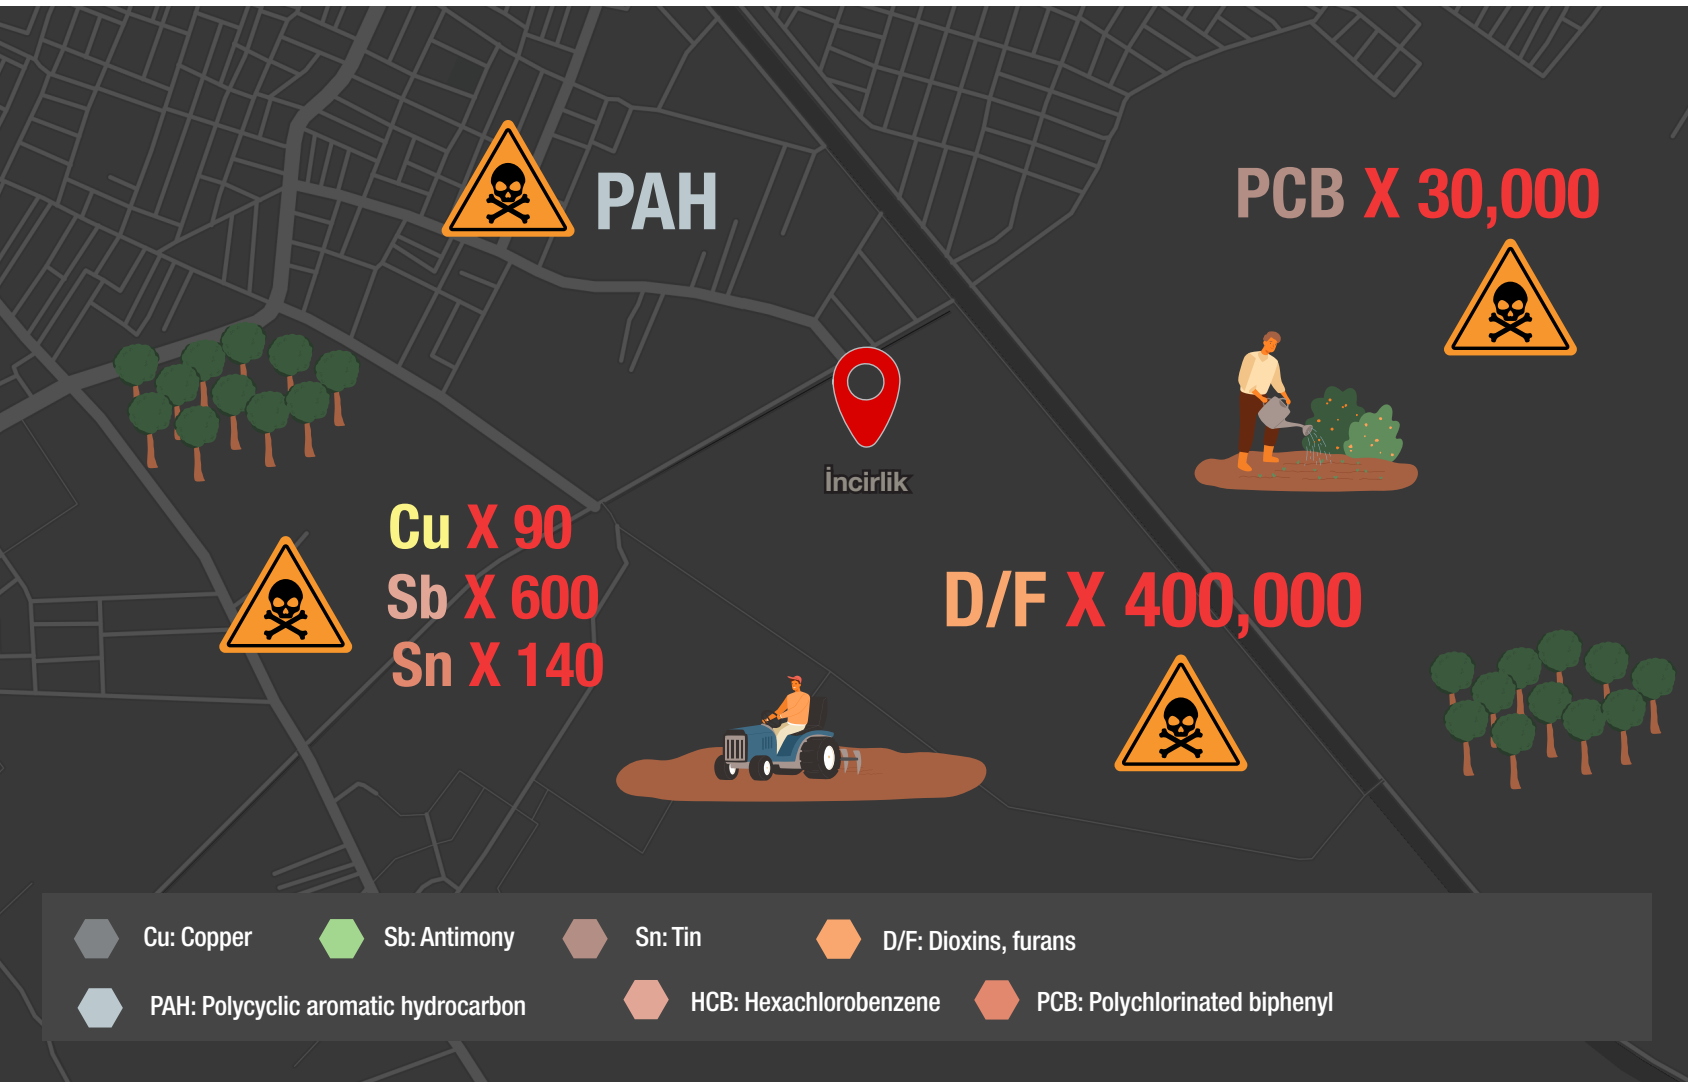 PAH
PCB X 30,000
İncirlik
Cu X 90
Sb X 600
Sn X 140
D/F X 400,000
Cu: Copper
Sb: Antimony
Sn: Tin
D/F: Dioxins, furans
PAH: Polycyclic aromatic hydrocarbon
HCB: Hexachlorobenzene
PCB: Polychlorinated biphenyl